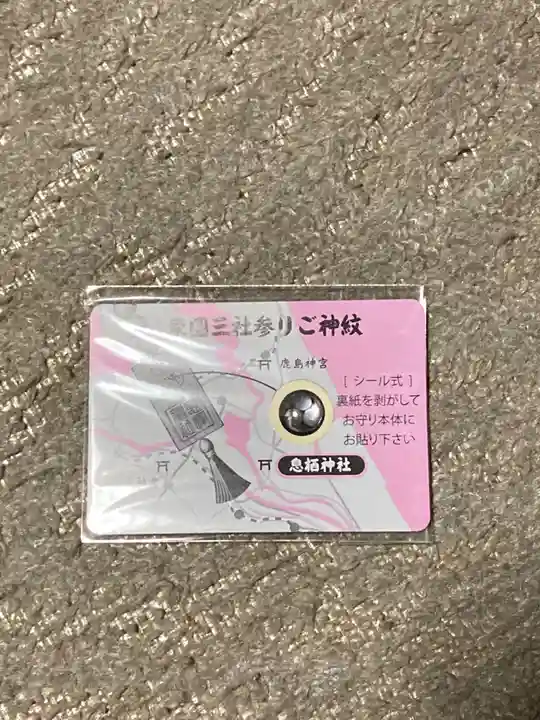 東国三社参りご神紋
鹿島神宮
[ シール式 ]
裏紙を剥がして
お守り本体に
お貼り下さい
息栖神社